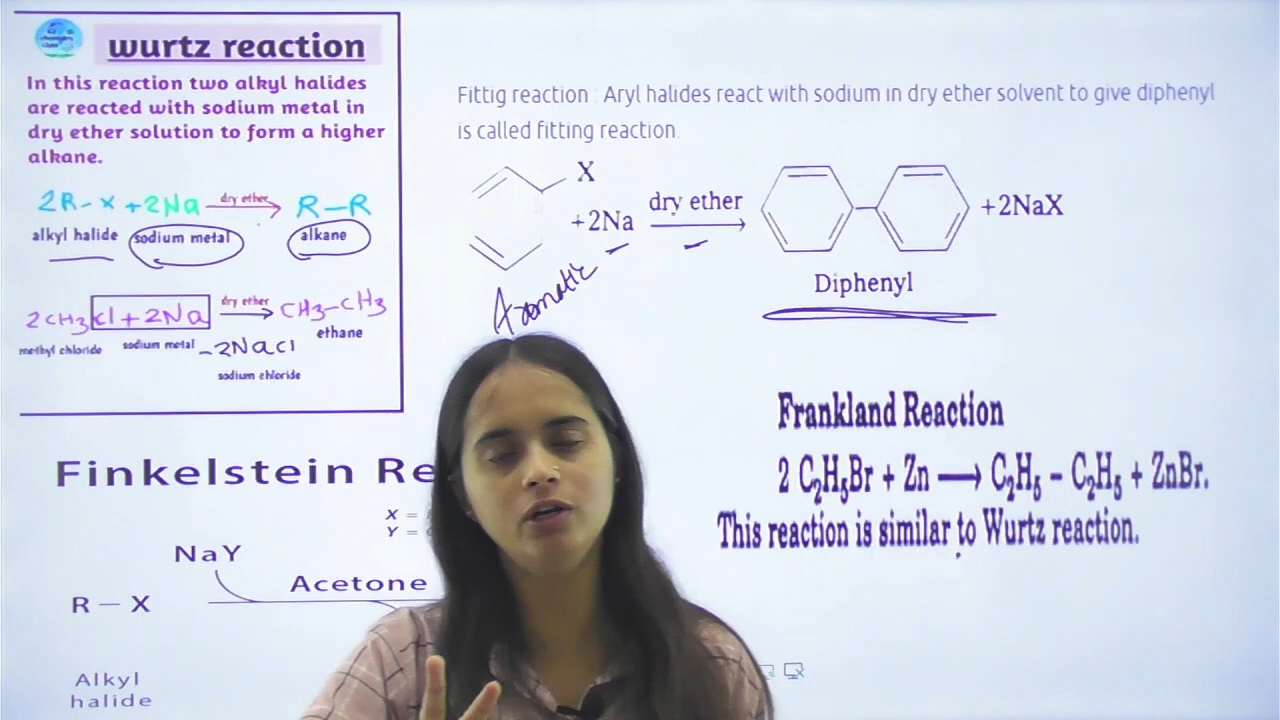 wurtz reaction
In this reaction two alkyl halides
are reacted with sodium metal in
dry ether solution to form a higher
alkane.
2R-X +2Na dry ether R-R
alkyl halide sodium metal alkane
2CH3Cl + 2Na dry ether CH3-CH3
methyl chloride sodium metal -2NaCl ethane
sodium chloride
Fittig reaction : Aryl halides react with sodium in dry ether solvent to give diphenyl
is called fitting reaction.
X
+2Na dry ether +2NaX
Aromatic
Diphenyl
Frankland Reaction
2 C2H5Br + Zn ⟶ C2H5 – C2H5 + ZnBr.
This reaction is similar to Wurtz reaction.
Finkelstein Re
X =
Y =
NaY
Acetone
R — X
Alkyl
halide